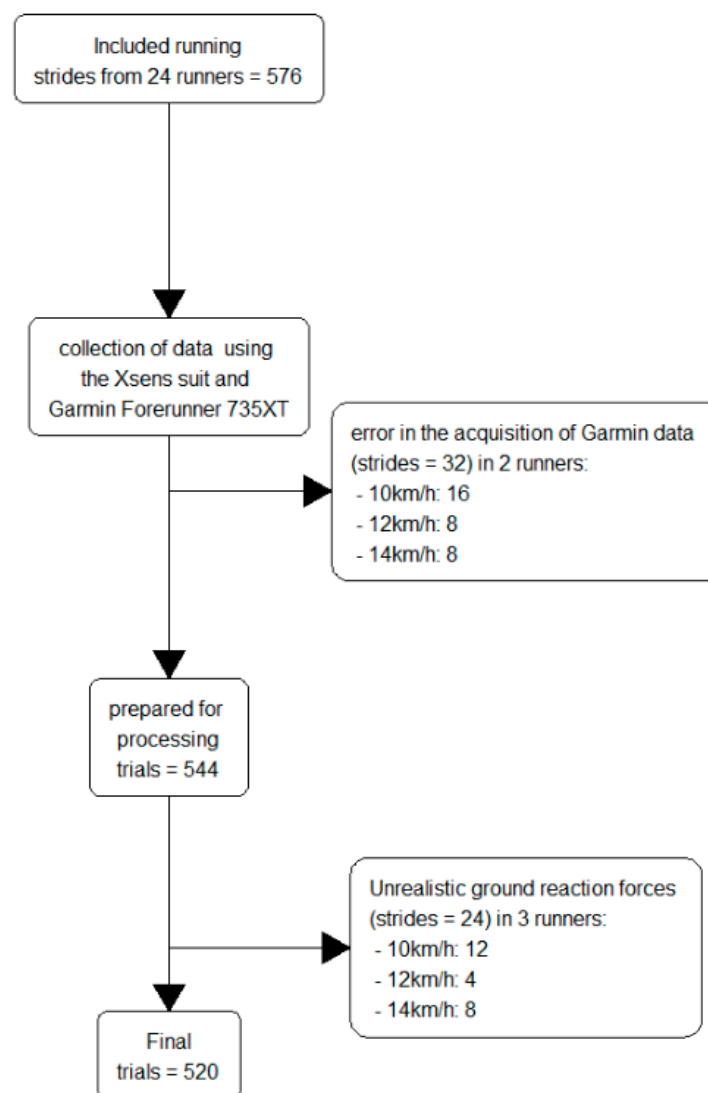 Included running
strides from 24 runners = 576
collection of data using
the Xsens suit and
Garmin Forerunner 735XT
error in the acquisition of Garmin data
(strides = 32) in 2 runners:
- 10km/h: 16
- 12km/h: 8
- 14km/h: 8
prepared for
processing
trials = 544
Unrealistic ground reaction forces
(strides = 24) in 3 runners:
- 10km/h: 12
- 12km/h: 4
- 14km/h: 8
Final
trials = 520